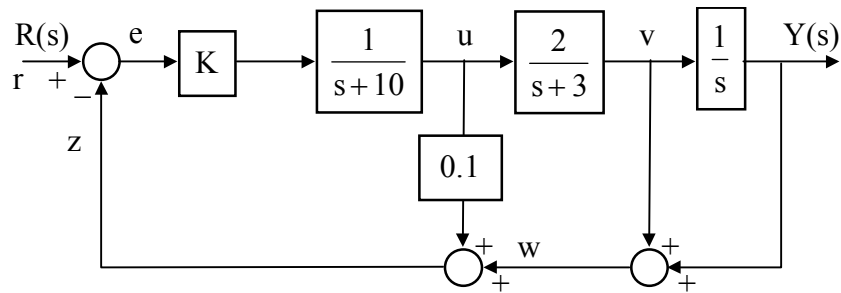 R(s)
e
K
1
s + 10
u
2
s + 3
v
1
s
Y(s)
r
+
−
z
0.1
+
+
w
+
+